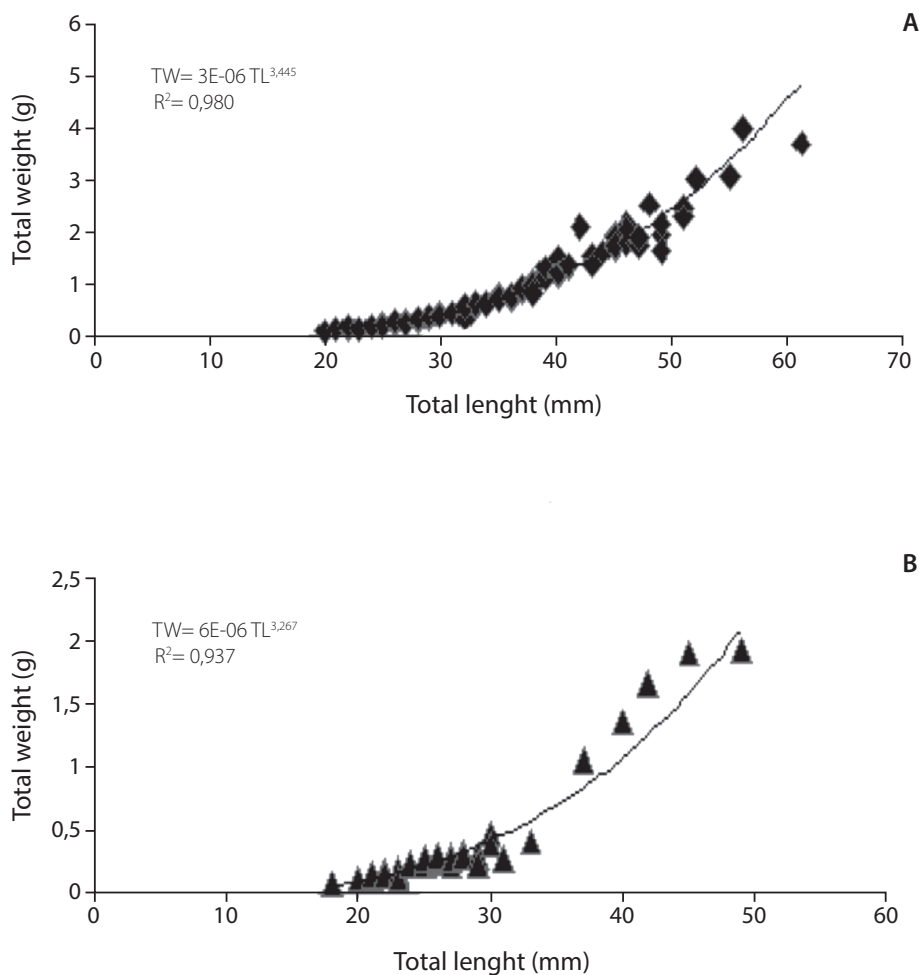 A
TW= 3E-06 TL3,445
R2= 0,980
Total weight (g)
6
5
4
3
2
1
0
0 10 20 30 40 50 60 70
Total lenght (mm)
B
TW= 6E-06 TL3,267
R2= 0,937
Total weight (g)
2,5
2
1,5
1
0,5
0
0 10 20 30 40 50 60
Total lenght (mm)